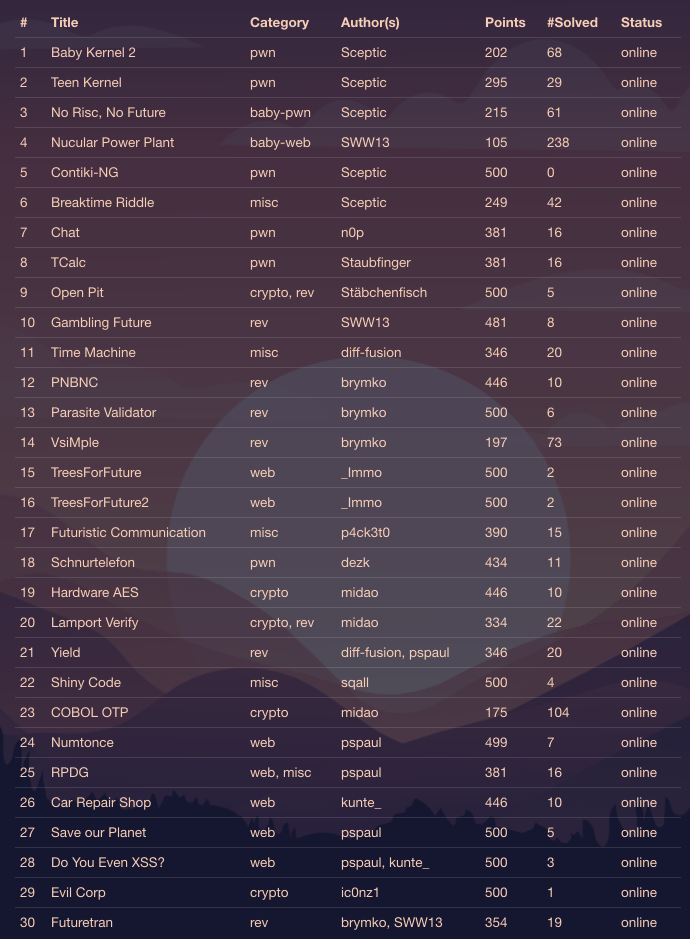 # Title Category Author(s) Points #Solved Status
1 Baby Kernel 2 pwn Sceptic 202 68 online
2 Teen Kernel pwn Sceptic 295 29 online
3 No Risc, No Future baby-pwn Sceptic 215 61 online
4 Nucular Power Plant baby-web SWW13 105 238 online
5 Contiki-NG pwn Sceptic 500 0 online
6 Breaktime Riddle misc Sceptic 249 42 online
7 Chat pwn n0p 381 16 online
8 TCalc pwn Staubfinger 381 16 online
9 Open Pit crypto, rev Stäbchenfisch 500 5 online
10 Gambling Future rev SWW13 481 8 online
11 Time Machine misc diff-fusion 346 20 online
12 PNBNC rev brymko 446 10 online
13 Parasite Validator rev brymko 500 6 online
14 VsiMple rev brymko 197 73 online
15 TreesForFuture web _lmmo 500 2 online
16 TreesForFuture2 web _lmmo 500 2 online
17 Futuristic Communication misc p4ck3t0 390 15 online
18 Schnurtelefon pwn dezk 434 11 online
19 Hardware AES crypto midao 446 10 online
20 Lamport Verify crypto, rev midao 334 22 online
21 Yield rev diff-fusion, pspaul 346 20 online
22 Shiny Code misc sqall 500 4 online
23 COBOL OTP crypto midao 175 104 online
24 Numtonce web pspaul 499 7 online
25 RPDG web, misc pspaul 381 16 online
26 Car Repair Shop web kunte_ 446 10 online
27 Save our Planet web pspaul 500 5 online
28 Do You Even XSS? web pspaul, kunte_ 500 3 online
29 Evil Corp crypto ic0nz1 500 1 online
30 Futuretran rev brymko, SWW13 354 19 online